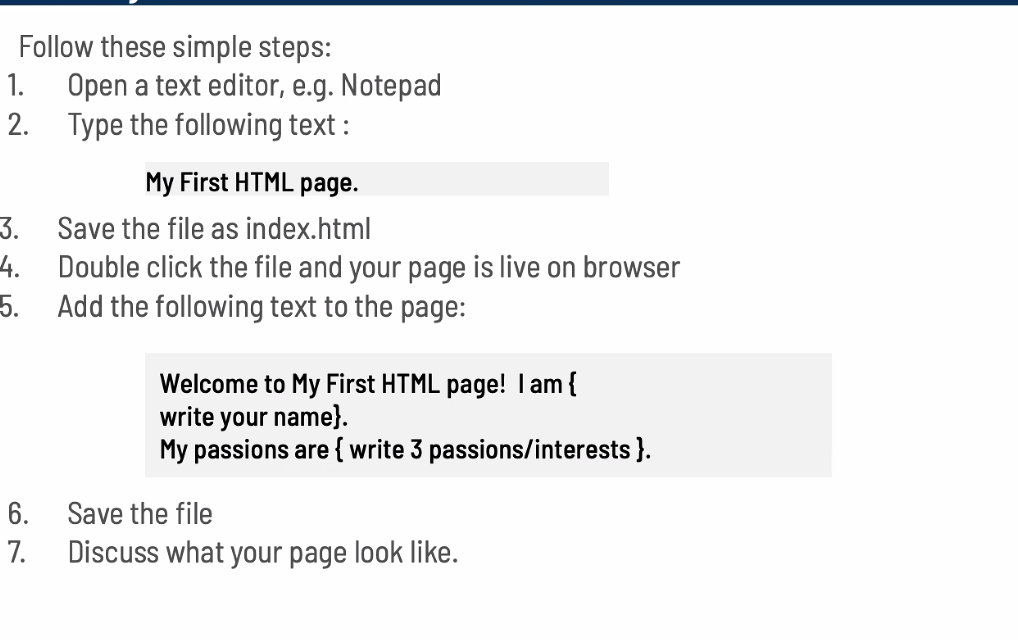 Follow these simple steps:
1. Open a text editor, e.g. Notepad
2. Type the following text :
My First HTML page.
3. Save the file as index.html
4. Double click the file and your page is live on browser
5. Add the following text to the page:
Welcome to My First HTML page! I am {
write your name}.
My passions are { write 3 passions/interests }.
6. Save the file
7. Discuss what your page look like.